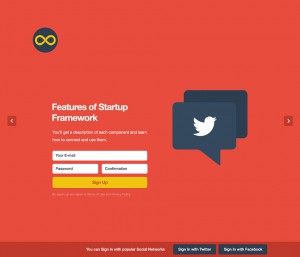 Features of Startup
Framework
You'll get a description of each component and learn
how to connect and use them.
Your E-mail
Password
Confirmation
Sign Up
You can Sign in with popular Social Networks
Sign In with Twitter
Sign In with Facebook